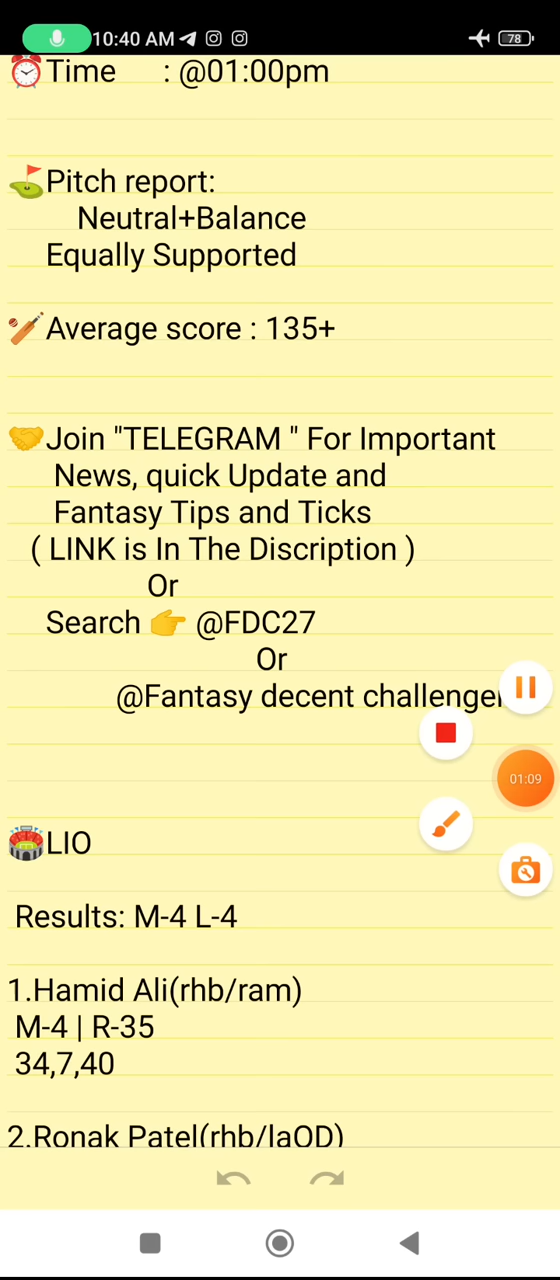 10:40 AM
78
Time : @01:00pm
Pitch report:
Neutral+Balance
Equally Supported
Average score : 135+
Join "TELEGRAM " For Important
News, quick Update and
Fantasy Tips and Ticks
( LINK is In The Discription )
Or
Search 👉 @FDC27
Or
@Fantasy decent challenger
01:09
LIO
Results: M-4 L-4
1.Hamid Ali(rhb/ram)
M-4 | R-35
34,7,40
2.Ronak Patel(rhb/laOD)